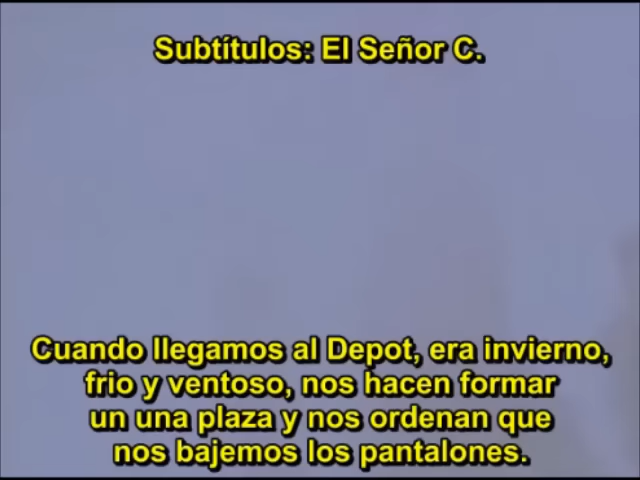 Subtítulos: El Señor C.
Cuando llegamos al Depot, era invierno,
frio y ventoso, nos hacen formar
un una plaza y nos ordenan que
nos bajemos los pantalones.